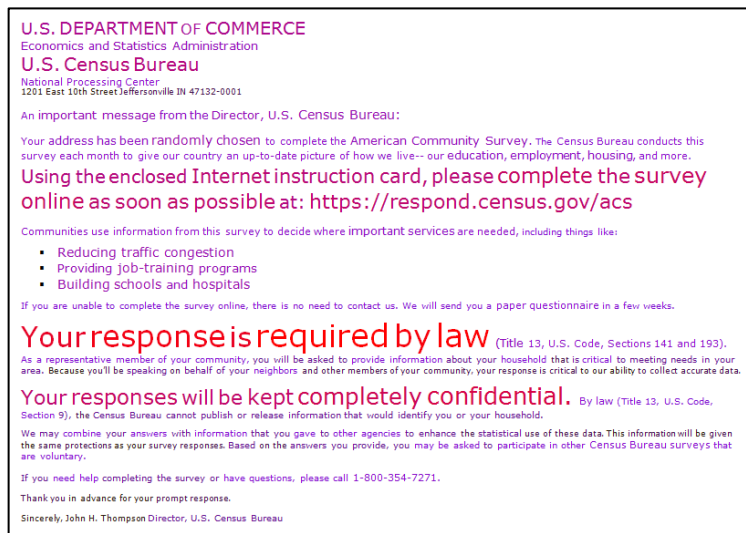 U.S. DEPARTMENT OF COMMERCE
Economics and Statistics Administration
U.S. Census Bureau
National Processing Center
1201 East 10th Street Jeffersonville IN 47132-0001
An important message from the Director, U.S. Census Bureau:
Your address has been randomly chosen to complete the American Community Survey. The Census Bureau conducts this
survey each month to give our country an up-to-date picture of how we live-- our education, employment, housing, and more.
Using the enclosed Internet instruction card, please complete the survey
online as soon as possible at: https://respond.census.gov/acs
Communities use information from this survey to decide where important services are needed, including things like:
▪ Reducing traffic congestion
▪ Providing job-training programs
▪ Building schools and hospitals
If you are unable to complete the survey online, there is no need to contact us. We will send you a paper questionnaire in a few weeks.
Your response is required by law (Title 13, U.S. Code, Sections 141 and 193).
As a representative member of your community, you will be asked to provide information about your household that is critical to meeting needs in your
area. Because you'll be speaking on behalf of your neighbors and other members of your community, your response is critical to our ability to collect accurate data.
Your responses will be kept completely confidential. By law (Title 13, U.S. Code,
Section 9), the Census Bureau cannot publish or release information that would identify you or your household.
We may combine your answers with information that you gave to other agencies to enhance the statistical use of these data. This information will be given
the same protections as your survey responses. Based on the answers you provide, you may be asked to participate in other Census Bureau surveys that
are voluntary.
If you need help completing the survey or have questions, please call 1-800-354-7271.
Thank you in advance for your prompt response.
Sincerely, John H. Thompson Director, U.S. Census Bureau